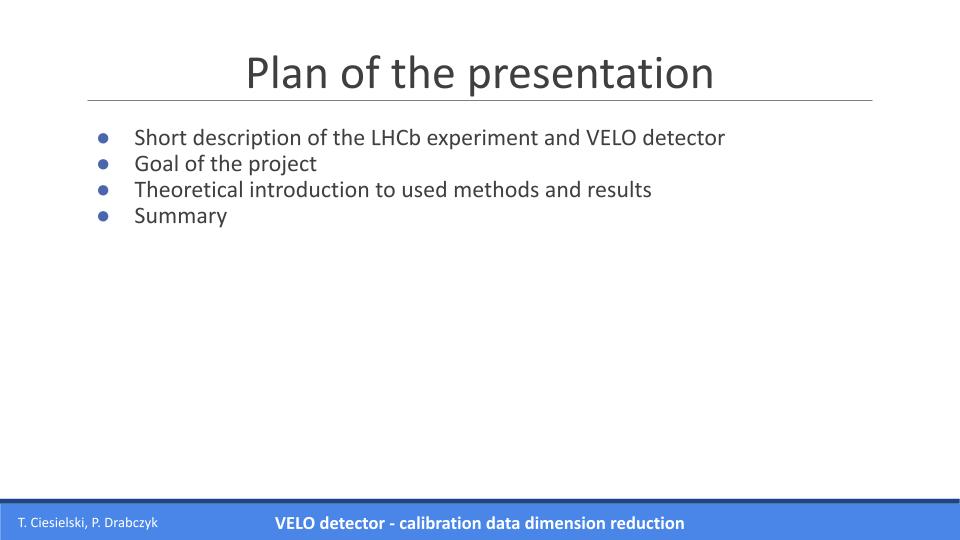 Plan of the presentation
● Short description of the LHCb experiment and VELO detector
● Goal of the project
● Theoretical introduction to used methods and results
● Summary
T. Ciesielski, P. Drabczyk
VELO detector - calibration data dimension reduction